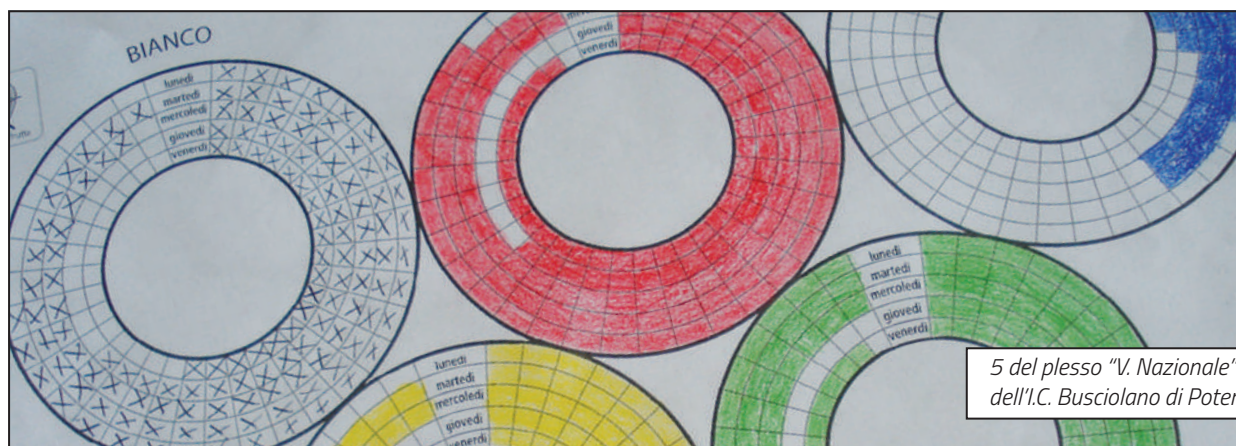 BIANCO
lunedì
martedì
mercoledì
giovedì
venerdì
giovedì
venerdì
lunedì
martedì
mercoledì
giovedì
venerdì
lunedì
martedì
mercoledì
giovedì
venerdì
5 del plesso “V. Nazionale”
dell'I.C. Busciolano di Poten